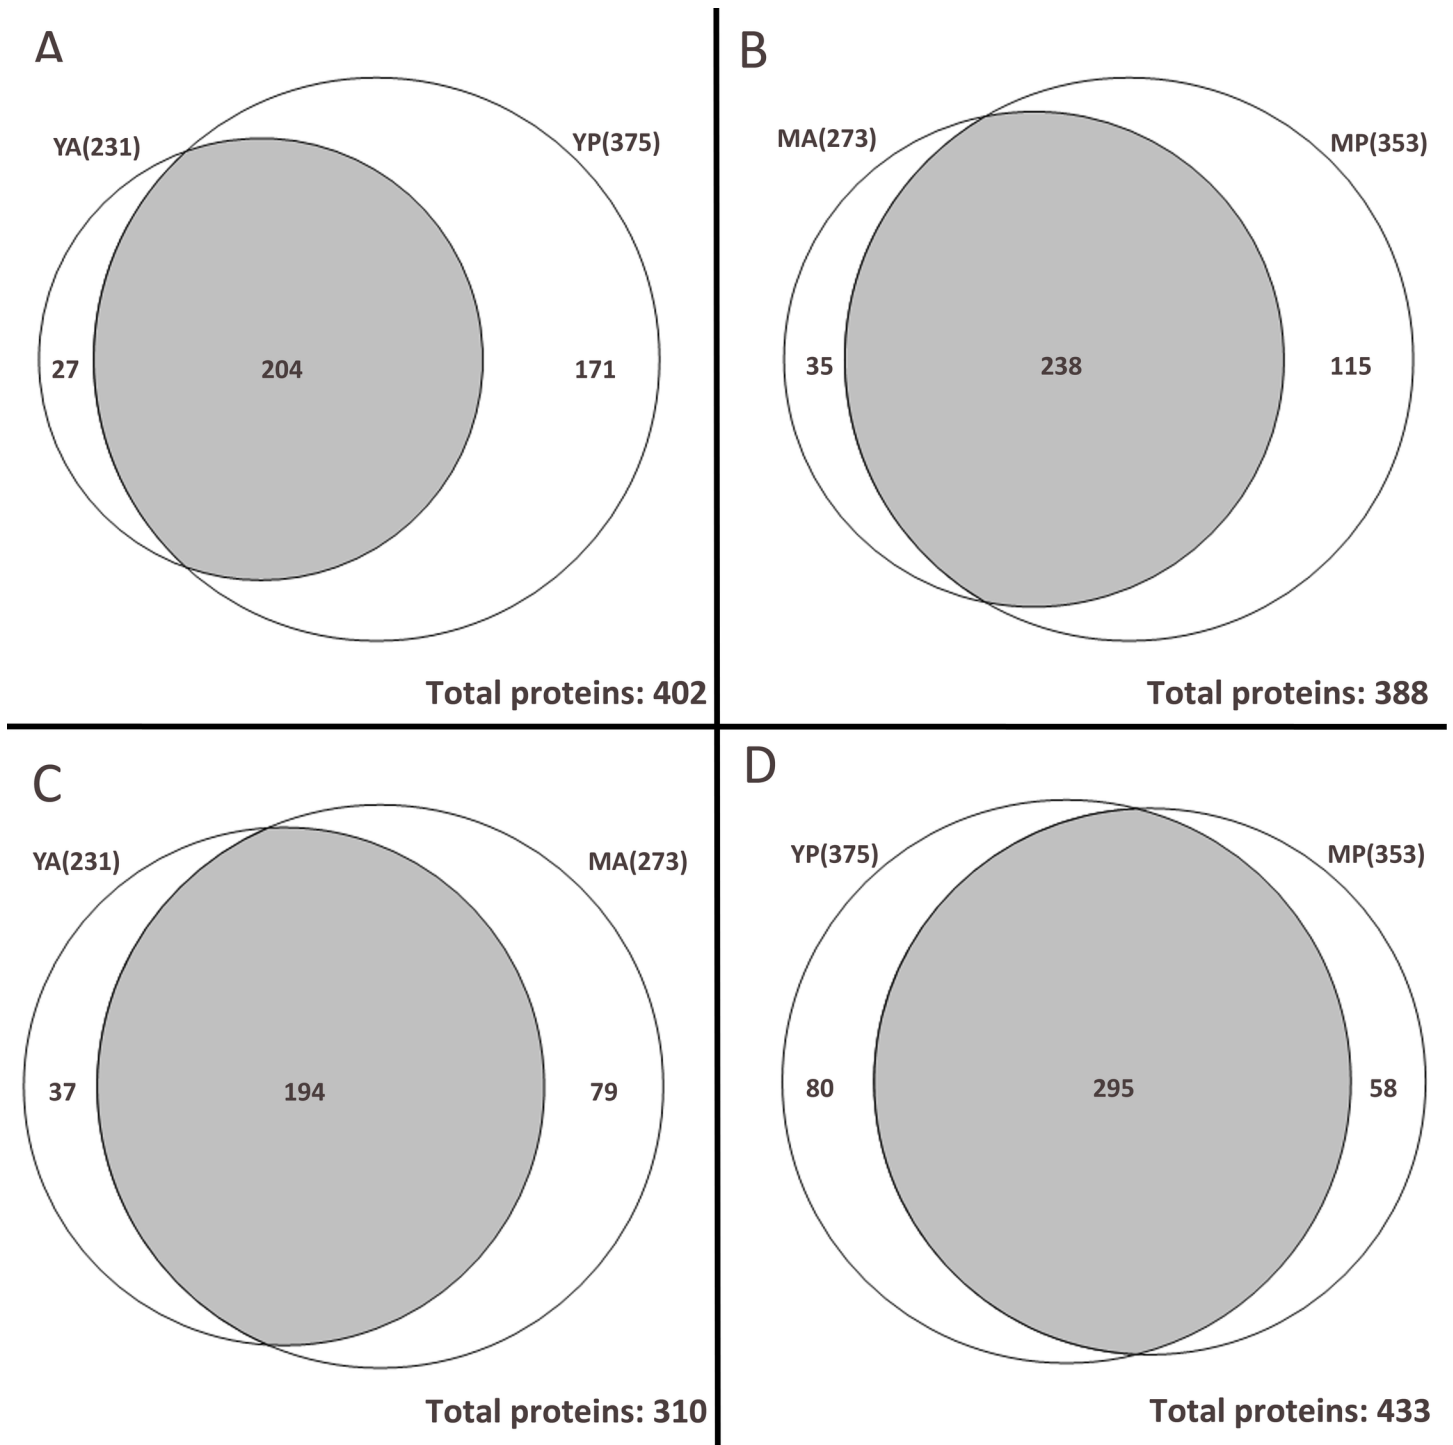 A
YA(231)
YP(375)
27
204
171
Total proteins: 402
B
MA(273)
MP(353)
35
238
115
Total proteins: 388
C
YA(231)
MA(273)
37
194
79
Total proteins: 310
D
YP(375)
MP(353)
80
295
58
Total proteins: 433